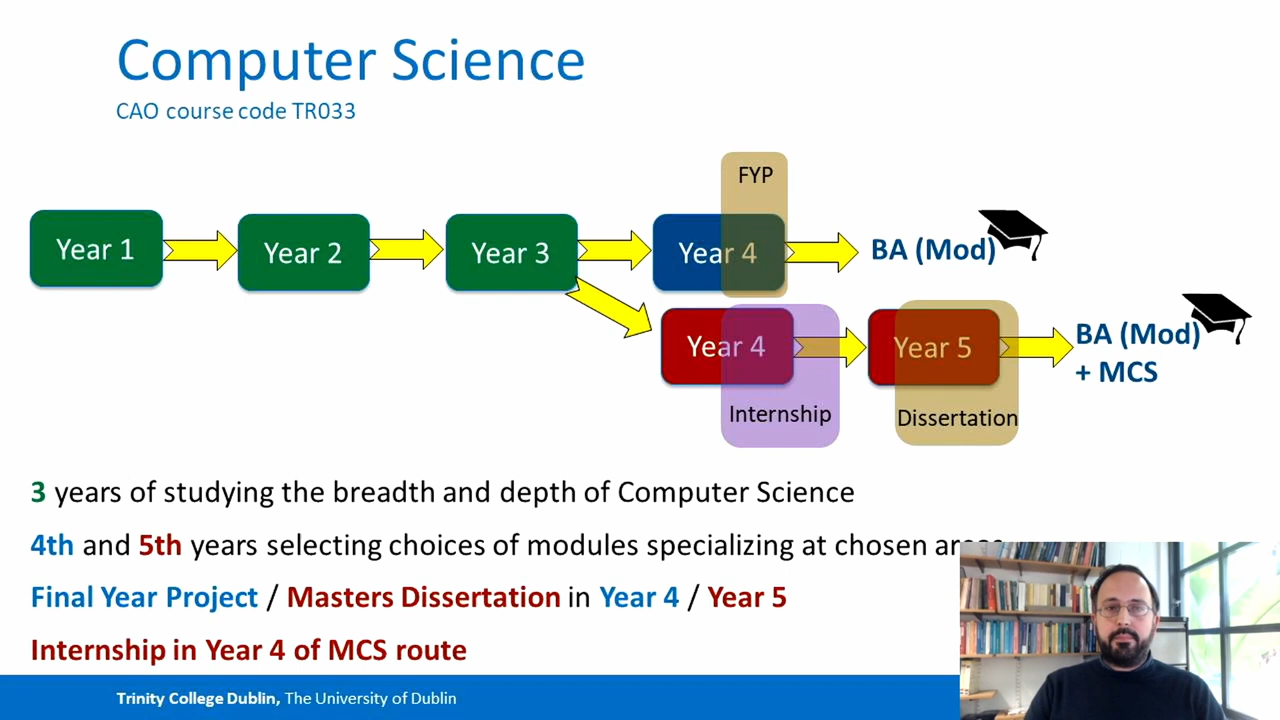 Computer Science
CAO course code TR033
FYP
Year 1
Year 2
Year 3
Year 4
BA (Mod)
Year 4
Year 5
BA (Mod)
+ MCS
Internship
Dissertation
3 years of studying the breadth and depth of Computer Science
4th and 5th years selecting choices of modules specializing at chosen areas
Final Year Project / Masters Dissertation in Year 4 / Year 5
Internship in Year 4 of MCS route
Trinity College Dublin, The University of Dublin